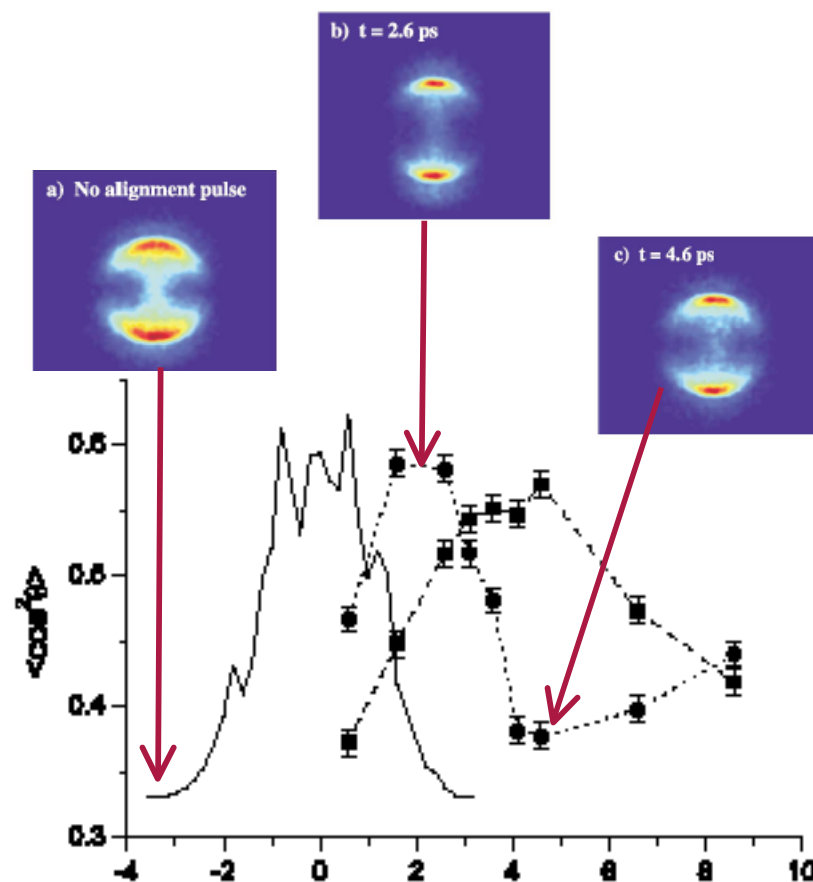 b) t = 2.6 ps
a) No alignment pulse
c) t = 4.6 ps
0.6
0.5
0.4
0.3
<cos²θ>
-4 -2 0 2 4 6 8 10